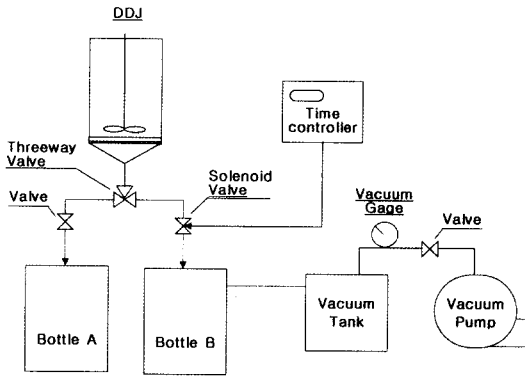 DDJ
Time
controller
Threeway
Valve
Solenoid
Valve
Valve
Vacuum
Gage
Valve
Bottle A
Bottle B
Vacuum
Tank
Vacuum
Pump